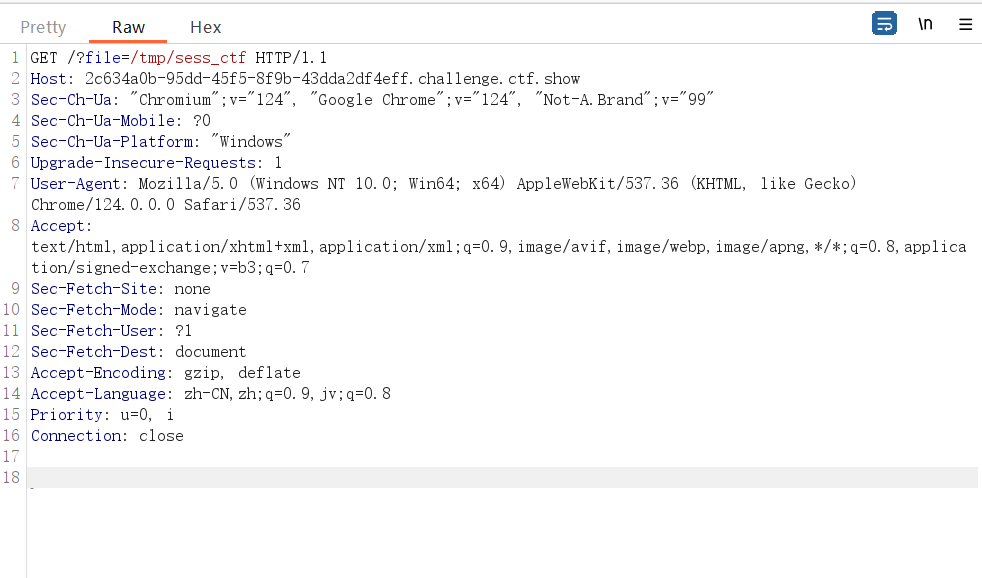 Pretty Raw Hex \n
1 GET /?file=/tmp/sess_ctf HTTP/1.1
2 Host: 2c634a0b-95dd-45f5-8f9b-43dda2df4eff.challenge.ctf.show
3 Sec-Ch-Ua: "Chromium";v="124", "Google Chrome";v="124", "Not-A.Brand";v="99"
4 Sec-Ch-Ua-Mobile: ?0
5 Sec-Ch-Ua-Platform: "Windows"
6 Upgrade-Insecure-Requests: 1
7 User-Agent: Mozilla/5.0 (Windows NT 10.0; Win64; x64) AppleWebKit/537.36 (KHTML, like Gecko)
Chrome/124.0.0.0 Safari/537.36
8 Accept:
text/html,application/xhtml+xml,application/xml;q=0.9,image/avif,image/webp,image/apng,*/*;q=0.8,applica
tion/signed-exchange;v=b3;q=0.7
9 Sec-Fetch-Site: none
10 Sec-Fetch-Mode: navigate
11 Sec-Fetch-User: ?1
12 Sec-Fetch-Dest: document
13 Accept-Encoding: gzip, deflate
14 Accept-Language: zh-CN,zh;q=0.9,jv;q=0.8
15 Priority: u=0, i
16 Connection: close
17
18